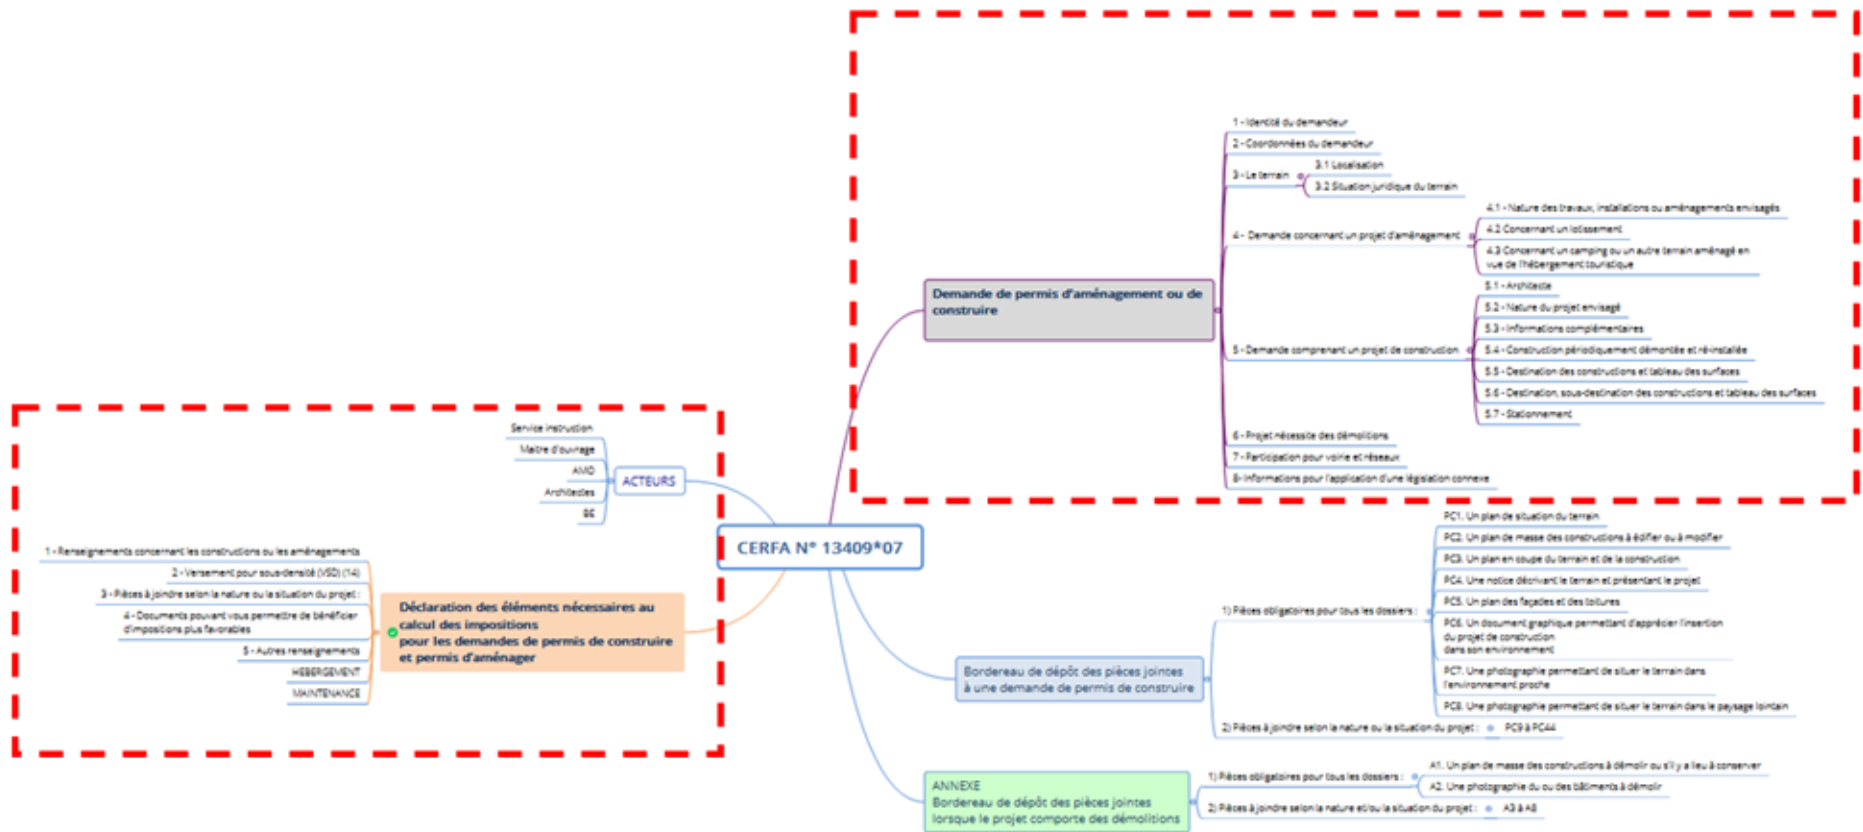 1 - Identité du demandeur
2 - Coordonnées du demandeur
3 - Le terrain
3.1 Localisation
3.2 Situation juridique du terrain
4 - Demande concernant un projet d'aménagement
4.1 - Nature des travaux, installations ou aménagements envisagés
4.2 Concernant un lotissement
4.3 Concernant un camping ou un autre terrain aménagé en
vue de l'hébergement touristique
Demande de permis d'aménagement ou de
construire
5 - Demande comprenant un projet de construction
5.1 - Architecte
5.2 - Nature du projet envisagé
5.3 - Informations complémentaires
5.4 - Construction périodiquement démontée et ré-installée
5.5 - Destination des constructions et tableau des surfaces
5.6 - Destination, sous-destination des constructions et tableau des surfaces
5.7 - Stationnement
6 - Projet nécessite des démolitions
7 - Participation pour voirie et réseaux
8- Informations pour l'application d'une législation connexe
Service instruction
Maitre d'ouvrage
AMO
Architectes
BE
ACTEURS
CERFA N° 13409*07
1 - Renseignements concernant les constructions ou les aménagements
2 - Versement pour sous-densité (VSD) (14)
3 - Pièces à joindre selon la nature ou la situation du projet :
4 - Documents pouvant vous permettre de bénéficier
d'impositions plus favorables
5 - Autres renseignements
HEBERGEMENT
MAINTENANCE
Déclaration des éléments nécessaires au
calcul des impositions
pour les demandes de permis de construire
et permis d'aménager
Bordereau de dépôt des pièces jointes
à une demande de permis de construire
1) Pièces obligatoires pour tous les dossiers :
PC1. Un plan de situation du terrain
PC2. Un plan de masse des constructions à édifier ou à modifier
PC3. Un plan en coupe du terrain et de la construction
PC4. Une notice décrivant le terrain et présentant le projet
PC5. Un plan des façades et des toitures
PC6. Un document graphique permettant d'apprécier l'insertion
du projet de construction
dans son environnement
PC7. Une photographie permettant de situer le terrain dans
l'environnement proche
PC8. Une photographie permettant de situer le terrain dans le paysage lointain
2) Pièces à joindre selon la nature ou la situation du projet :
PC9 à PC44
ANNEXE
Bordereau de dépôt des pièces jointes
lorsque le projet comporte des démolitions
1) Pièces obligatoires pour tous les dossiers :
A1. Un plan de masse des constructions à démolir ou s'il y a lieu à conserver
A2. Une photographie du ou des bâtiments à démolir
2) Pièces à joindre selon la nature et/ou la situation du projet :
A3 à A8